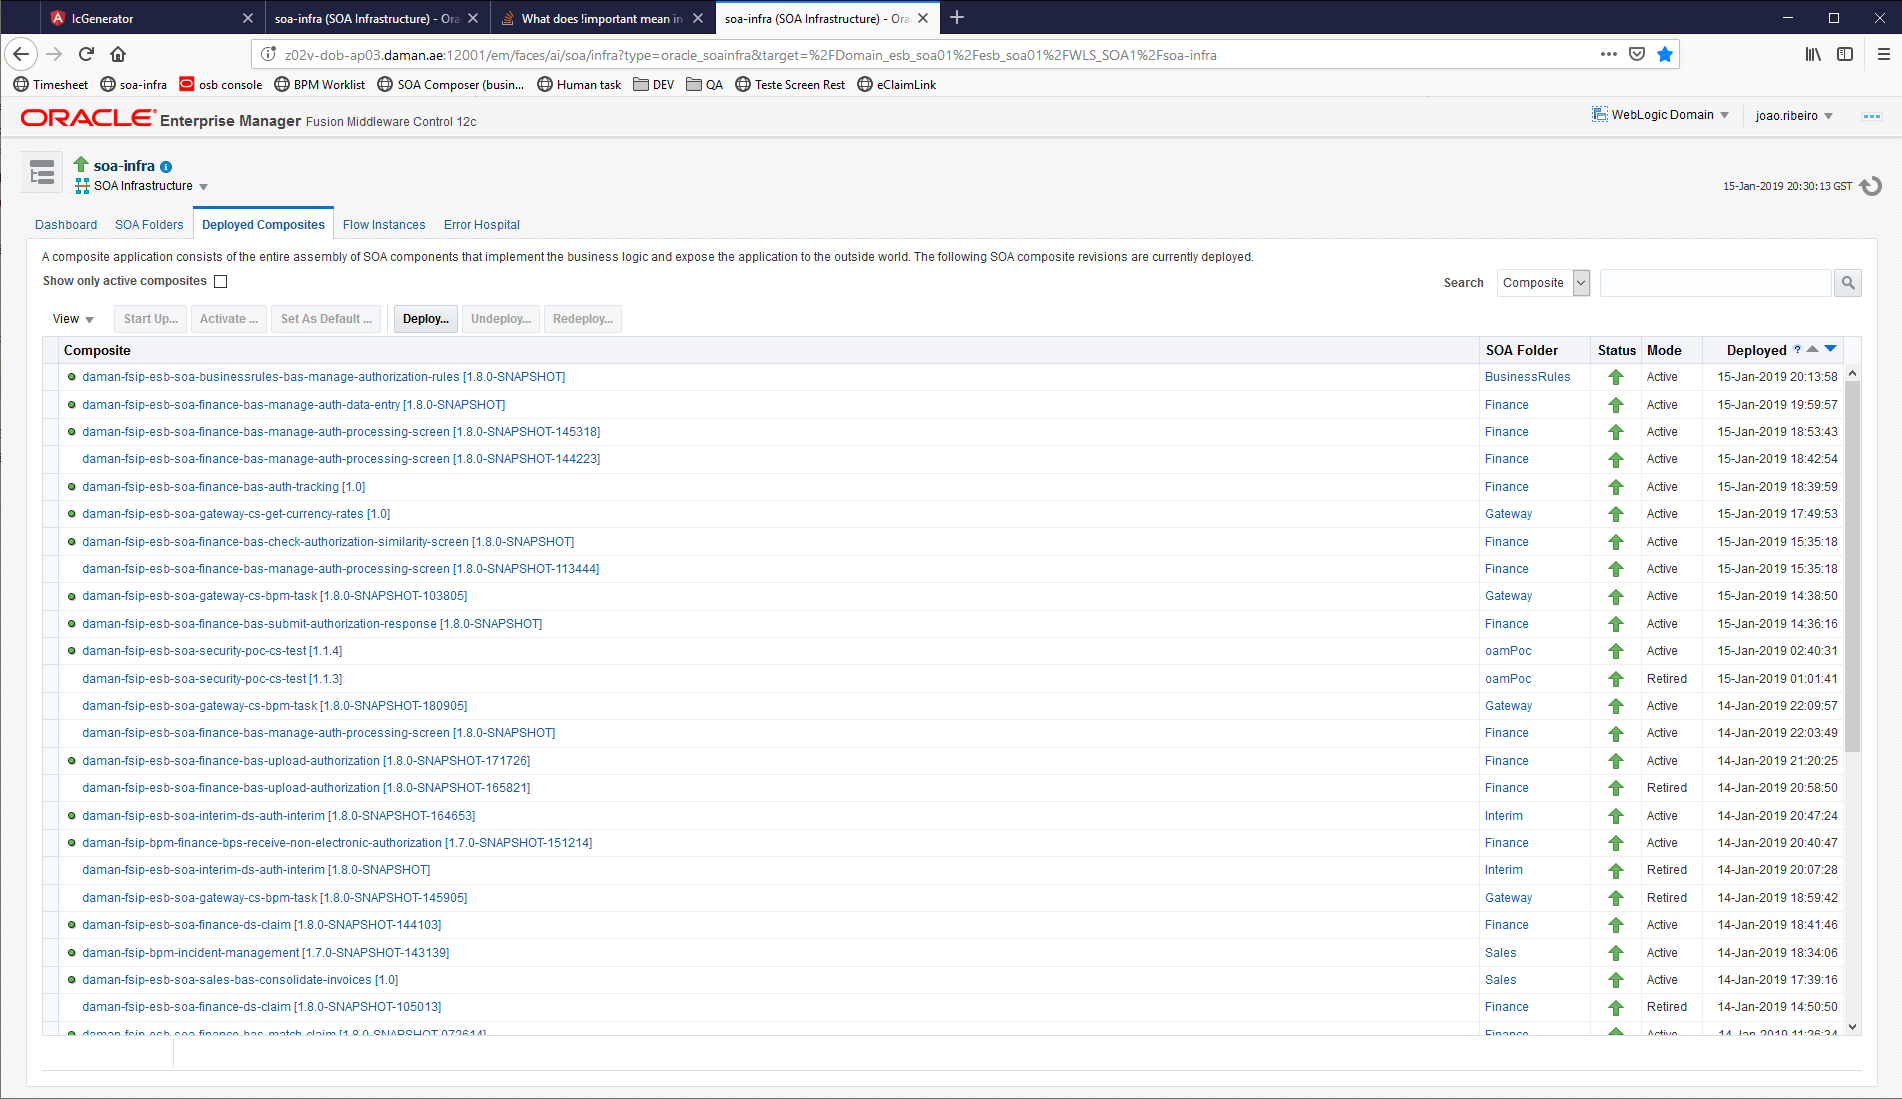 IcGenerator
soa-infra (SOA Infrastructure) - Ora
What does !important mean in
soa-infra (SOA Infrastructure) - Ora
z02v-dob-ap03.daman.ae:12001/em/faces/ai/soa/infra?type=oracle_soainfra&target=%2FDomain_esb_soa01%2Fesb_soa01%2FWLS_SOA1%2Fsoa-infra
Timesheet soa-infra osb console BPM Worklist SOA Composer (busin... Human task DEV QA Teste Screen Rest eClaimLink
ORACLE Enterprise Manager Fusion Middleware Control 12c
WebLogic Domain joao.ribeiro
soa-infra
SOA Infrastructure
15-Jan-2019 20:30:13 GST
Dashboard SOA Folders Deployed Composites Flow Instances Error Hospital
A composite application consists of the entire assembly of SOA components that implement the business logic and expose the application to the outside world. The following SOA composite revisions are currently deployed.
Show only active composites
Search Composite
View Start Up... Activate ... Set As Default ... Deploy... Undeploy... Redeploy...
Composite SOA Folder Status Mode Deployed ?
daman-fsip-esb-soa-businessrules-bas-manage-authorization-rules [1.8.0-SNAPSHOT] BusinessRules Active 15-Jan-2019 20:13:58
daman-fsip-esb-soa-finance-bas-manage-auth-data-entry [1.8.0-SNAPSHOT] Finance Active 15-Jan-2019 19:59:57
daman-fsip-esb-soa-finance-bas-manage-auth-processing-screen [1.8.0-SNAPSHOT-145318] Finance Active 15-Jan-2019 18:53:43
daman-fsip-esb-soa-finance-bas-manage-auth-processing-screen [1.8.0-SNAPSHOT-144223] Finance Active 15-Jan-2019 18:42:54
daman-fsip-esb-soa-finance-bas-auth-tracking [1.0] Finance Active 15-Jan-2019 18:39:59
daman-fsip-esb-soa-gateway-cs-get-currency-rates [1.0] Gateway Active 15-Jan-2019 17:49:53
daman-fsip-esb-soa-finance-bas-check-authorization-similarity-screen [1.8.0-SNAPSHOT] Finance Active 15-Jan-2019 15:35:18
daman-fsip-esb-soa-finance-bas-manage-auth-processing-screen [1.8.0-SNAPSHOT-113444] Finance Active 15-Jan-2019 15:35:18
daman-fsip-esb-soa-gateway-cs-bpm-task [1.8.0-SNAPSHOT-103805] Gateway Active 15-Jan-2019 14:38:50
daman-fsip-esb-soa-finance-bas-submit-authorization-response [1.8.0-SNAPSHOT] Finance Active 15-Jan-2019 14:36:16
daman-fsip-esb-soa-security-poc-cs-test [1.1.4] oamPoc Active 15-Jan-2019 02:40:31
daman-fsip-esb-soa-security-poc-cs-test [1.1.3] oamPoc Retired 15-Jan-2019 01:01:41
daman-fsip-esb-soa-gateway-cs-bpm-task [1.8.0-SNAPSHOT-180905] Gateway Active 14-Jan-2019 22:09:57
daman-fsip-esb-soa-finance-bas-manage-auth-processing-screen [1.8.0-SNAPSHOT] Finance Active 14-Jan-2019 22:03:49
daman-fsip-esb-soa-finance-bas-upload-authorization [1.8.0-SNAPSHOT-171726] Finance Active 14-Jan-2019 21:20:25
daman-fsip-esb-soa-finance-bas-upload-authorization [1.8.0-SNAPSHOT-165821] Finance Retired 14-Jan-2019 20:58:50
daman-fsip-esb-soa-interim-ds-auth-interim [1.8.0-SNAPSHOT-164653] Interim Active 14-Jan-2019 20:47:24
daman-fsip-bpm-finance-bps-receive-non-electronic-authorization [1.7.0-SNAPSHOT-151214] Finance Active 14-Jan-2019 20:40:47
daman-fsip-esb-soa-interim-ds-auth-interim [1.8.0-SNAPSHOT] Interim Retired 14-Jan-2019 20:07:28
daman-fsip-esb-soa-gateway-cs-bpm-task [1.8.0-SNAPSHOT-145905] Gateway Retired 14-Jan-2019 18:59:42
daman-fsip-esb-soa-finance-ds-claim [1.8.0-SNAPSHOT-144103] Finance Active 14-Jan-2019 18:41:46
daman-fsip-bpm-incident-management [1.7.0-SNAPSHOT-143139] Sales Active 14-Jan-2019 18:34:06
daman-fsip-esb-soa-sales-bas-consolidate-invoices [1.0] Sales Active 14-Jan-2019 17:39:16
daman-fsip-esb-soa-finance-ds-claim [1.8.0-SNAPSHOT-105013] Finance Retired 14-Jan-2019 14:50:50
daman-fsip-esb-soa-finance-bas-match-claim [1.8.0-SNAPSHOT-072614] Finance Active 14-Jan-2019 11:26:34